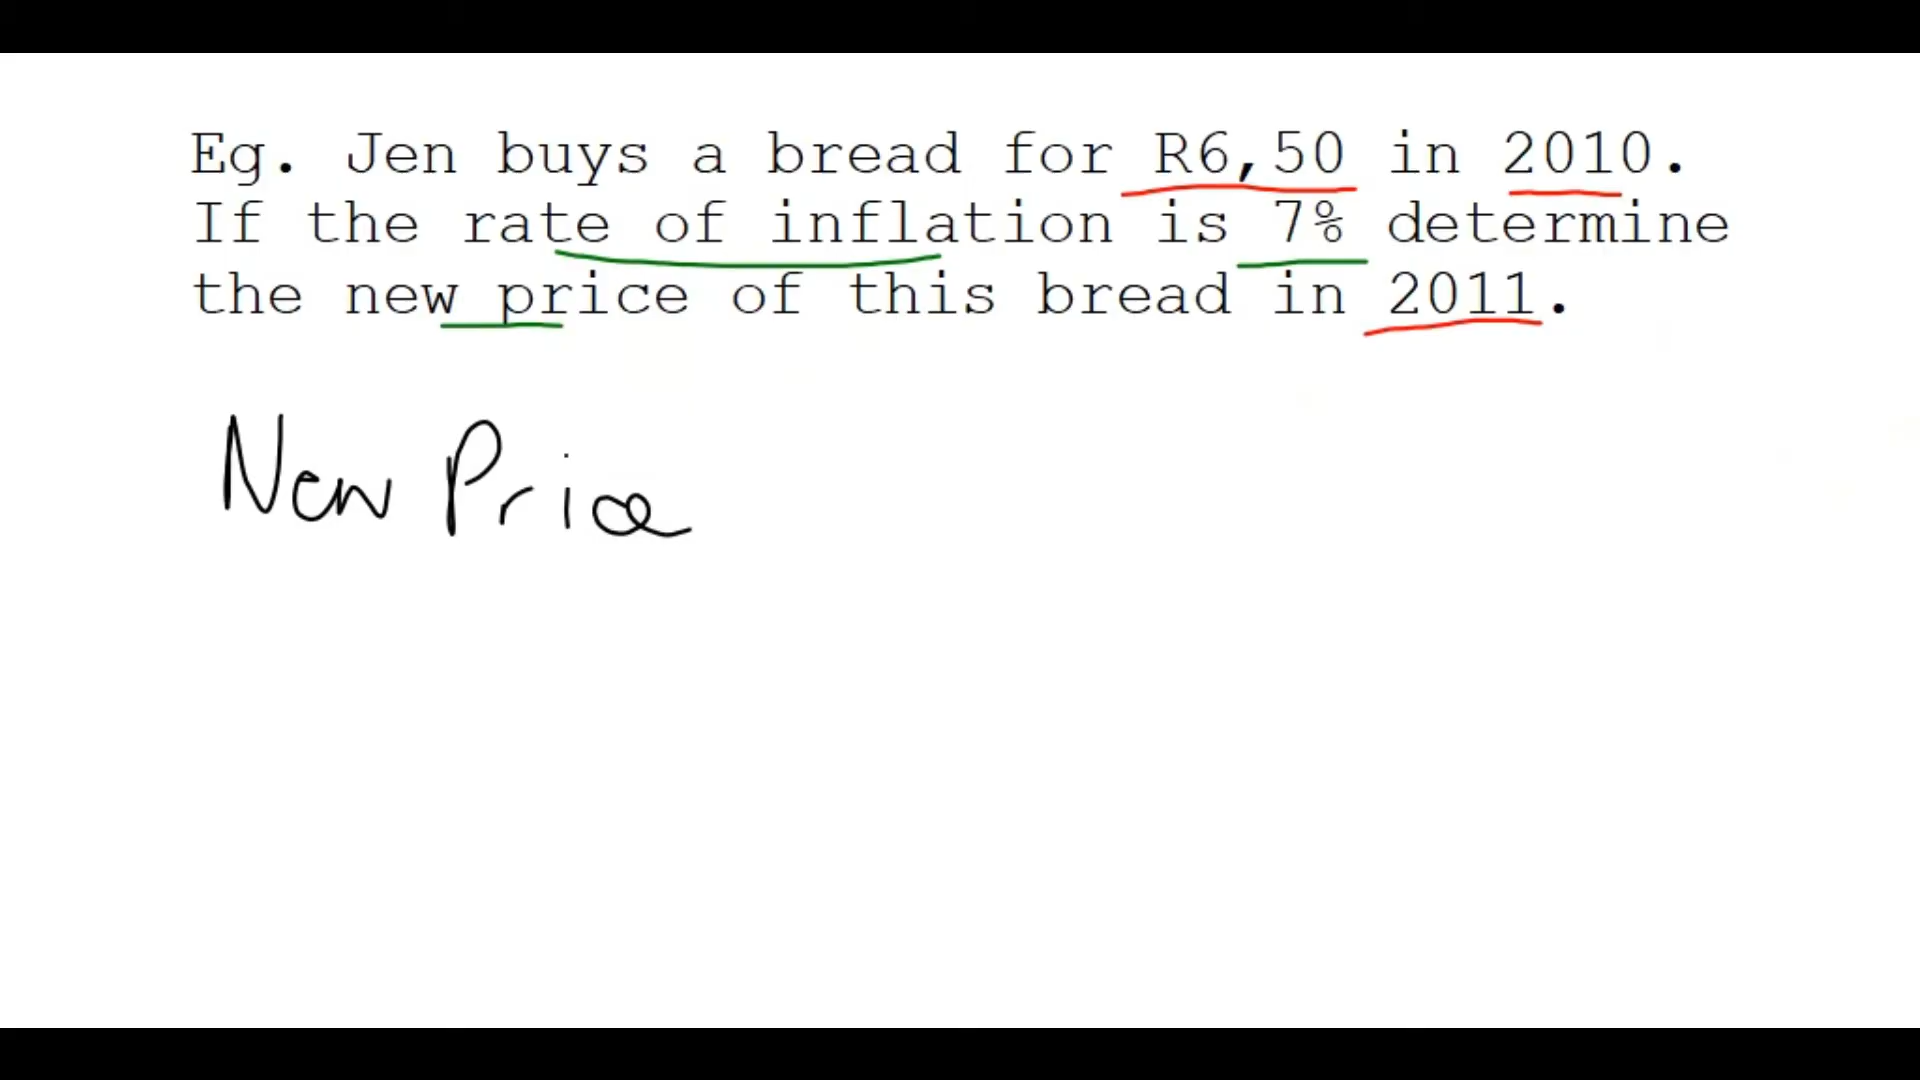 Eg. Jen buys a bread for R6,50 in 2010.
If the rate of inflation is 7% determine
the new price of this bread in 2011.
New Price